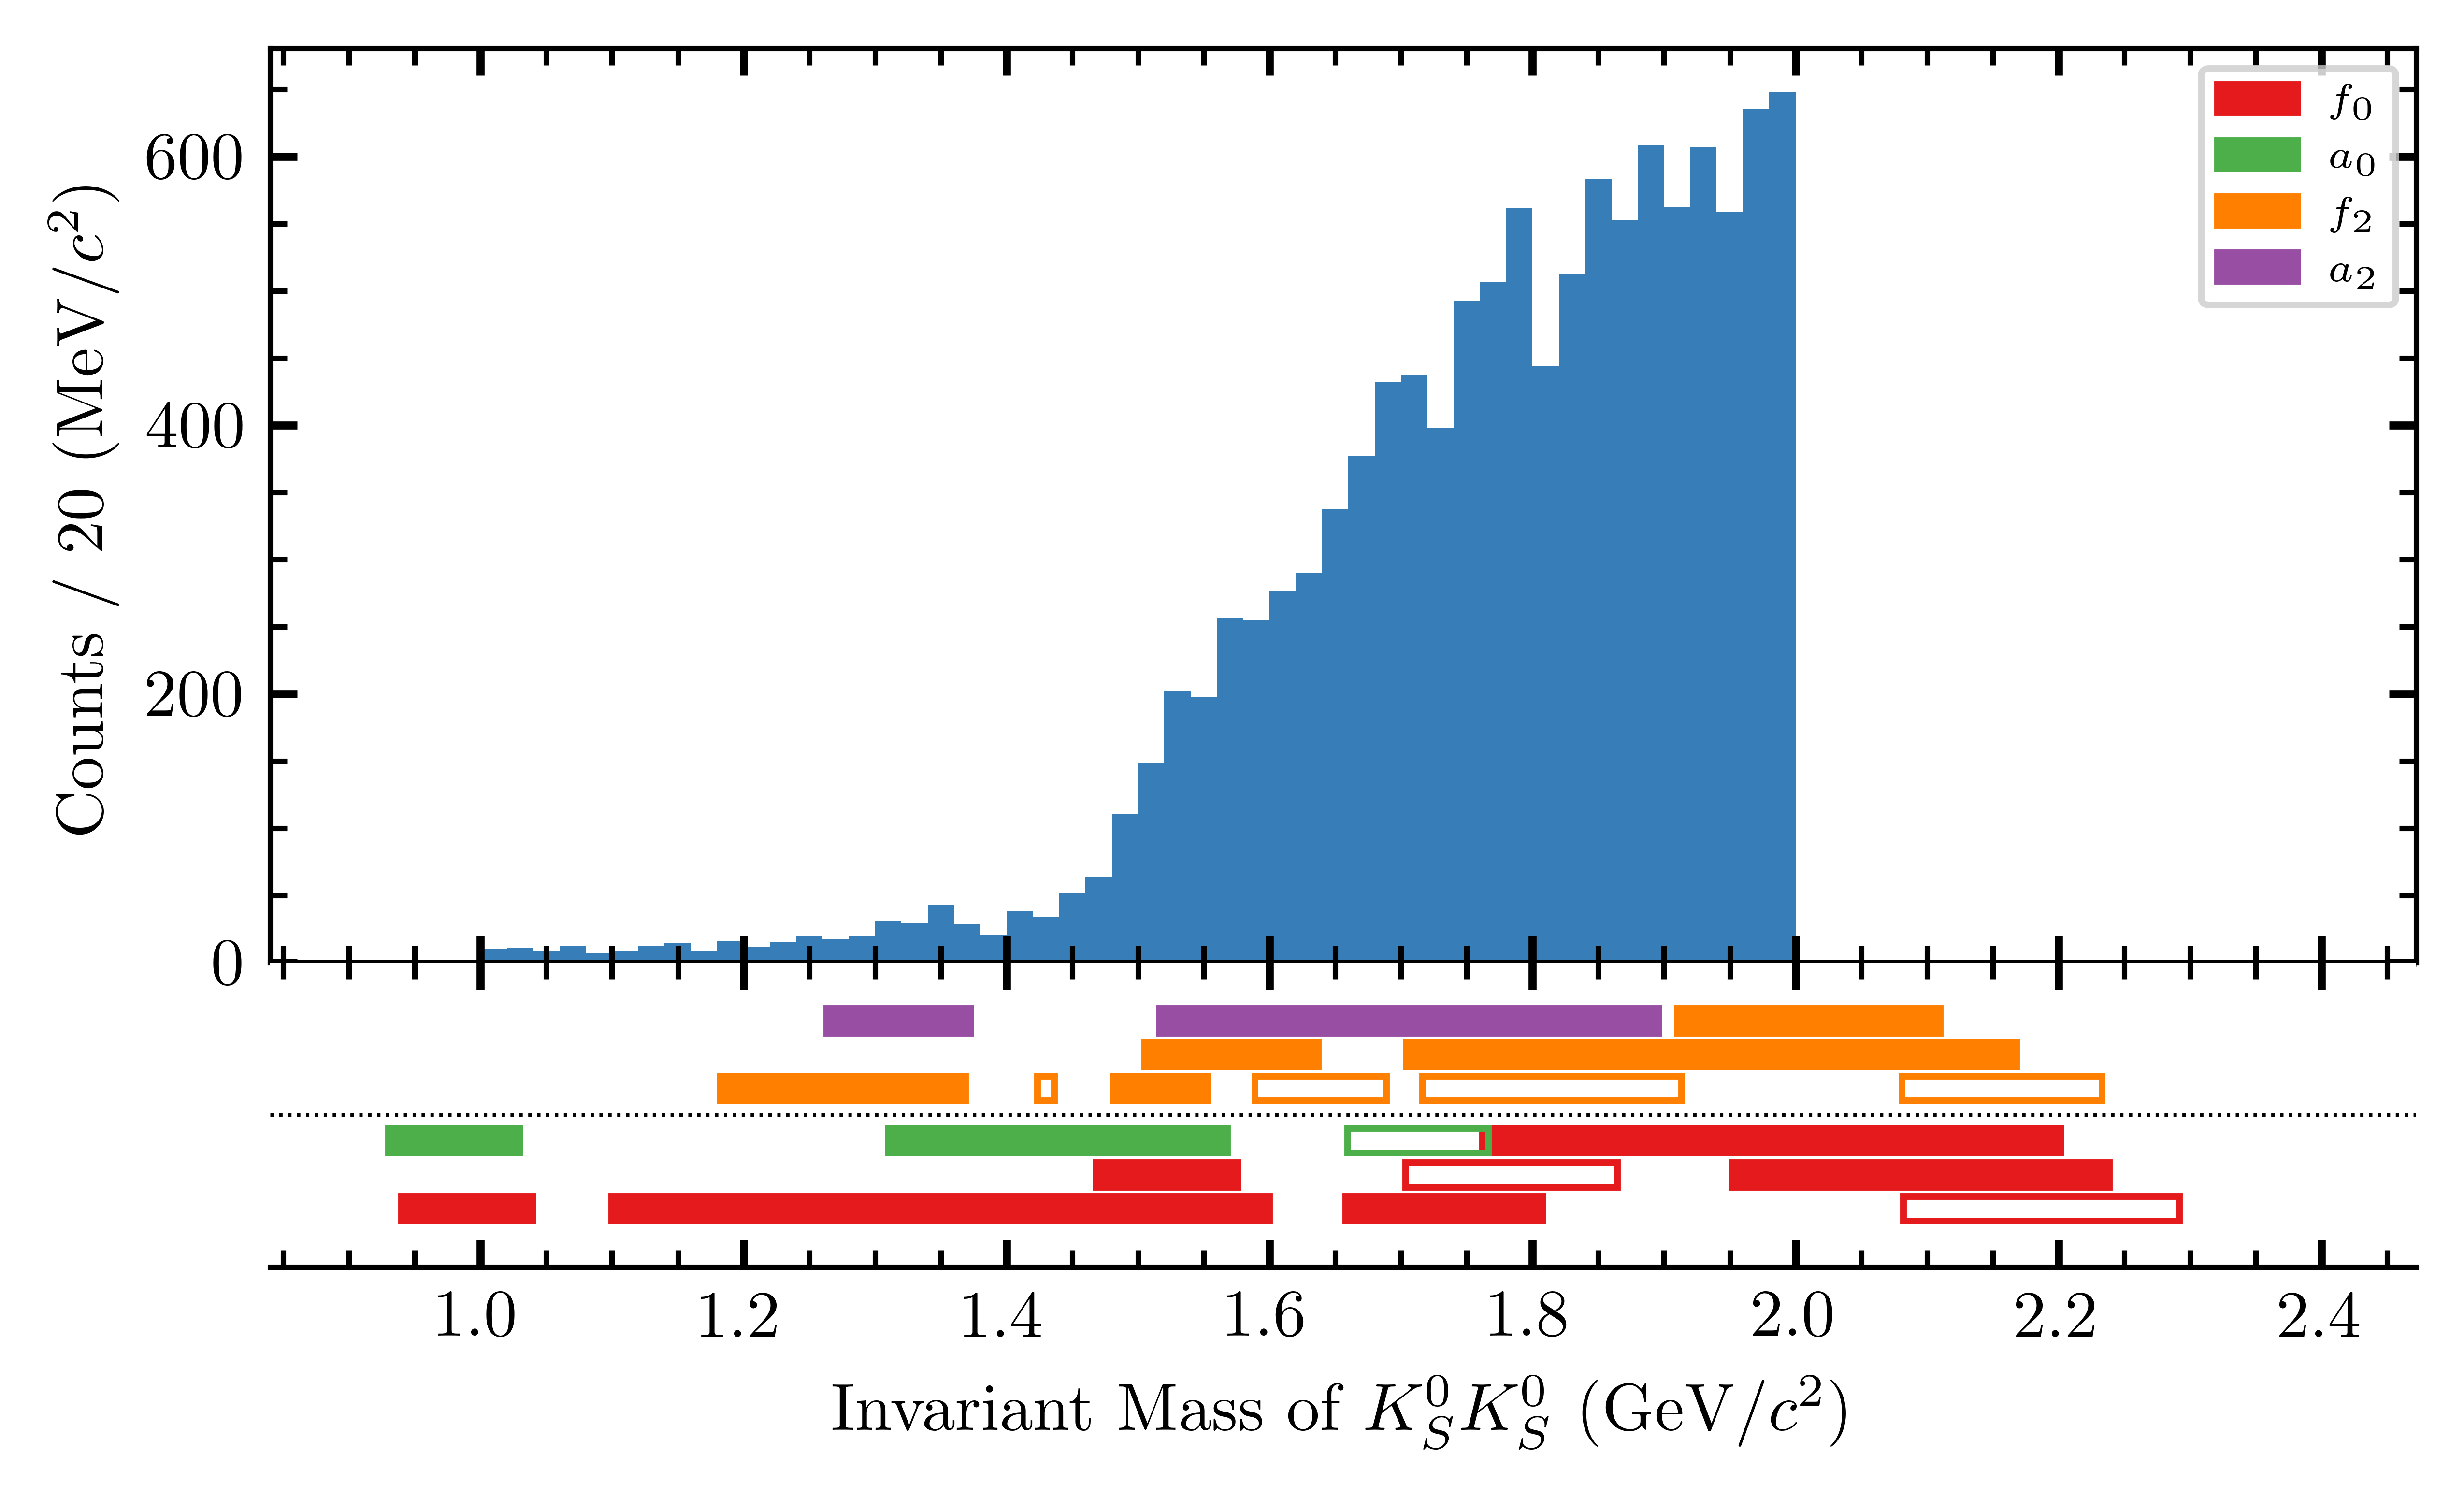 Counts / 20 (MeV/c²)
600
400
200
0
f₀
a₀
f₂
a₂
1.0 1.2 1.4 1.6 1.8 2.0 2.2 2.4
Invariant Mass of K⁰_S K⁰_S (GeV/c²)